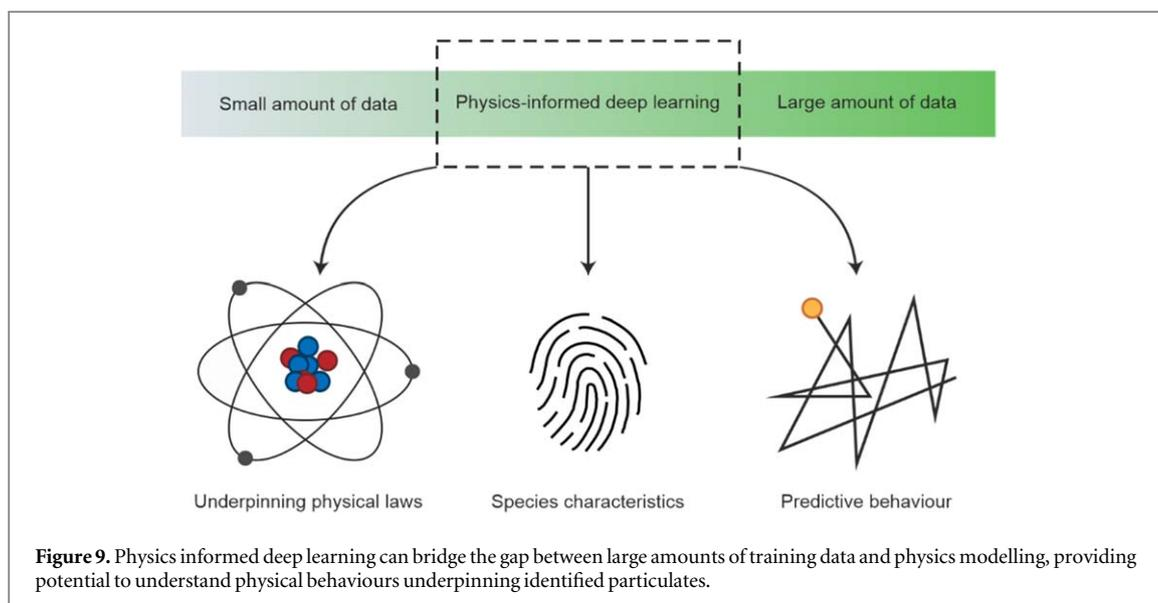 Small amount of data
Physics-informed deep learning
Large amount of data
Underpinning physical laws
Species characteristics
Predictive behaviour
Figure 9. Physics informed deep learning can bridge the gap between large amounts of training data and physics modelling, providing
potential to understand physical behaviours underpinning identified particulates.